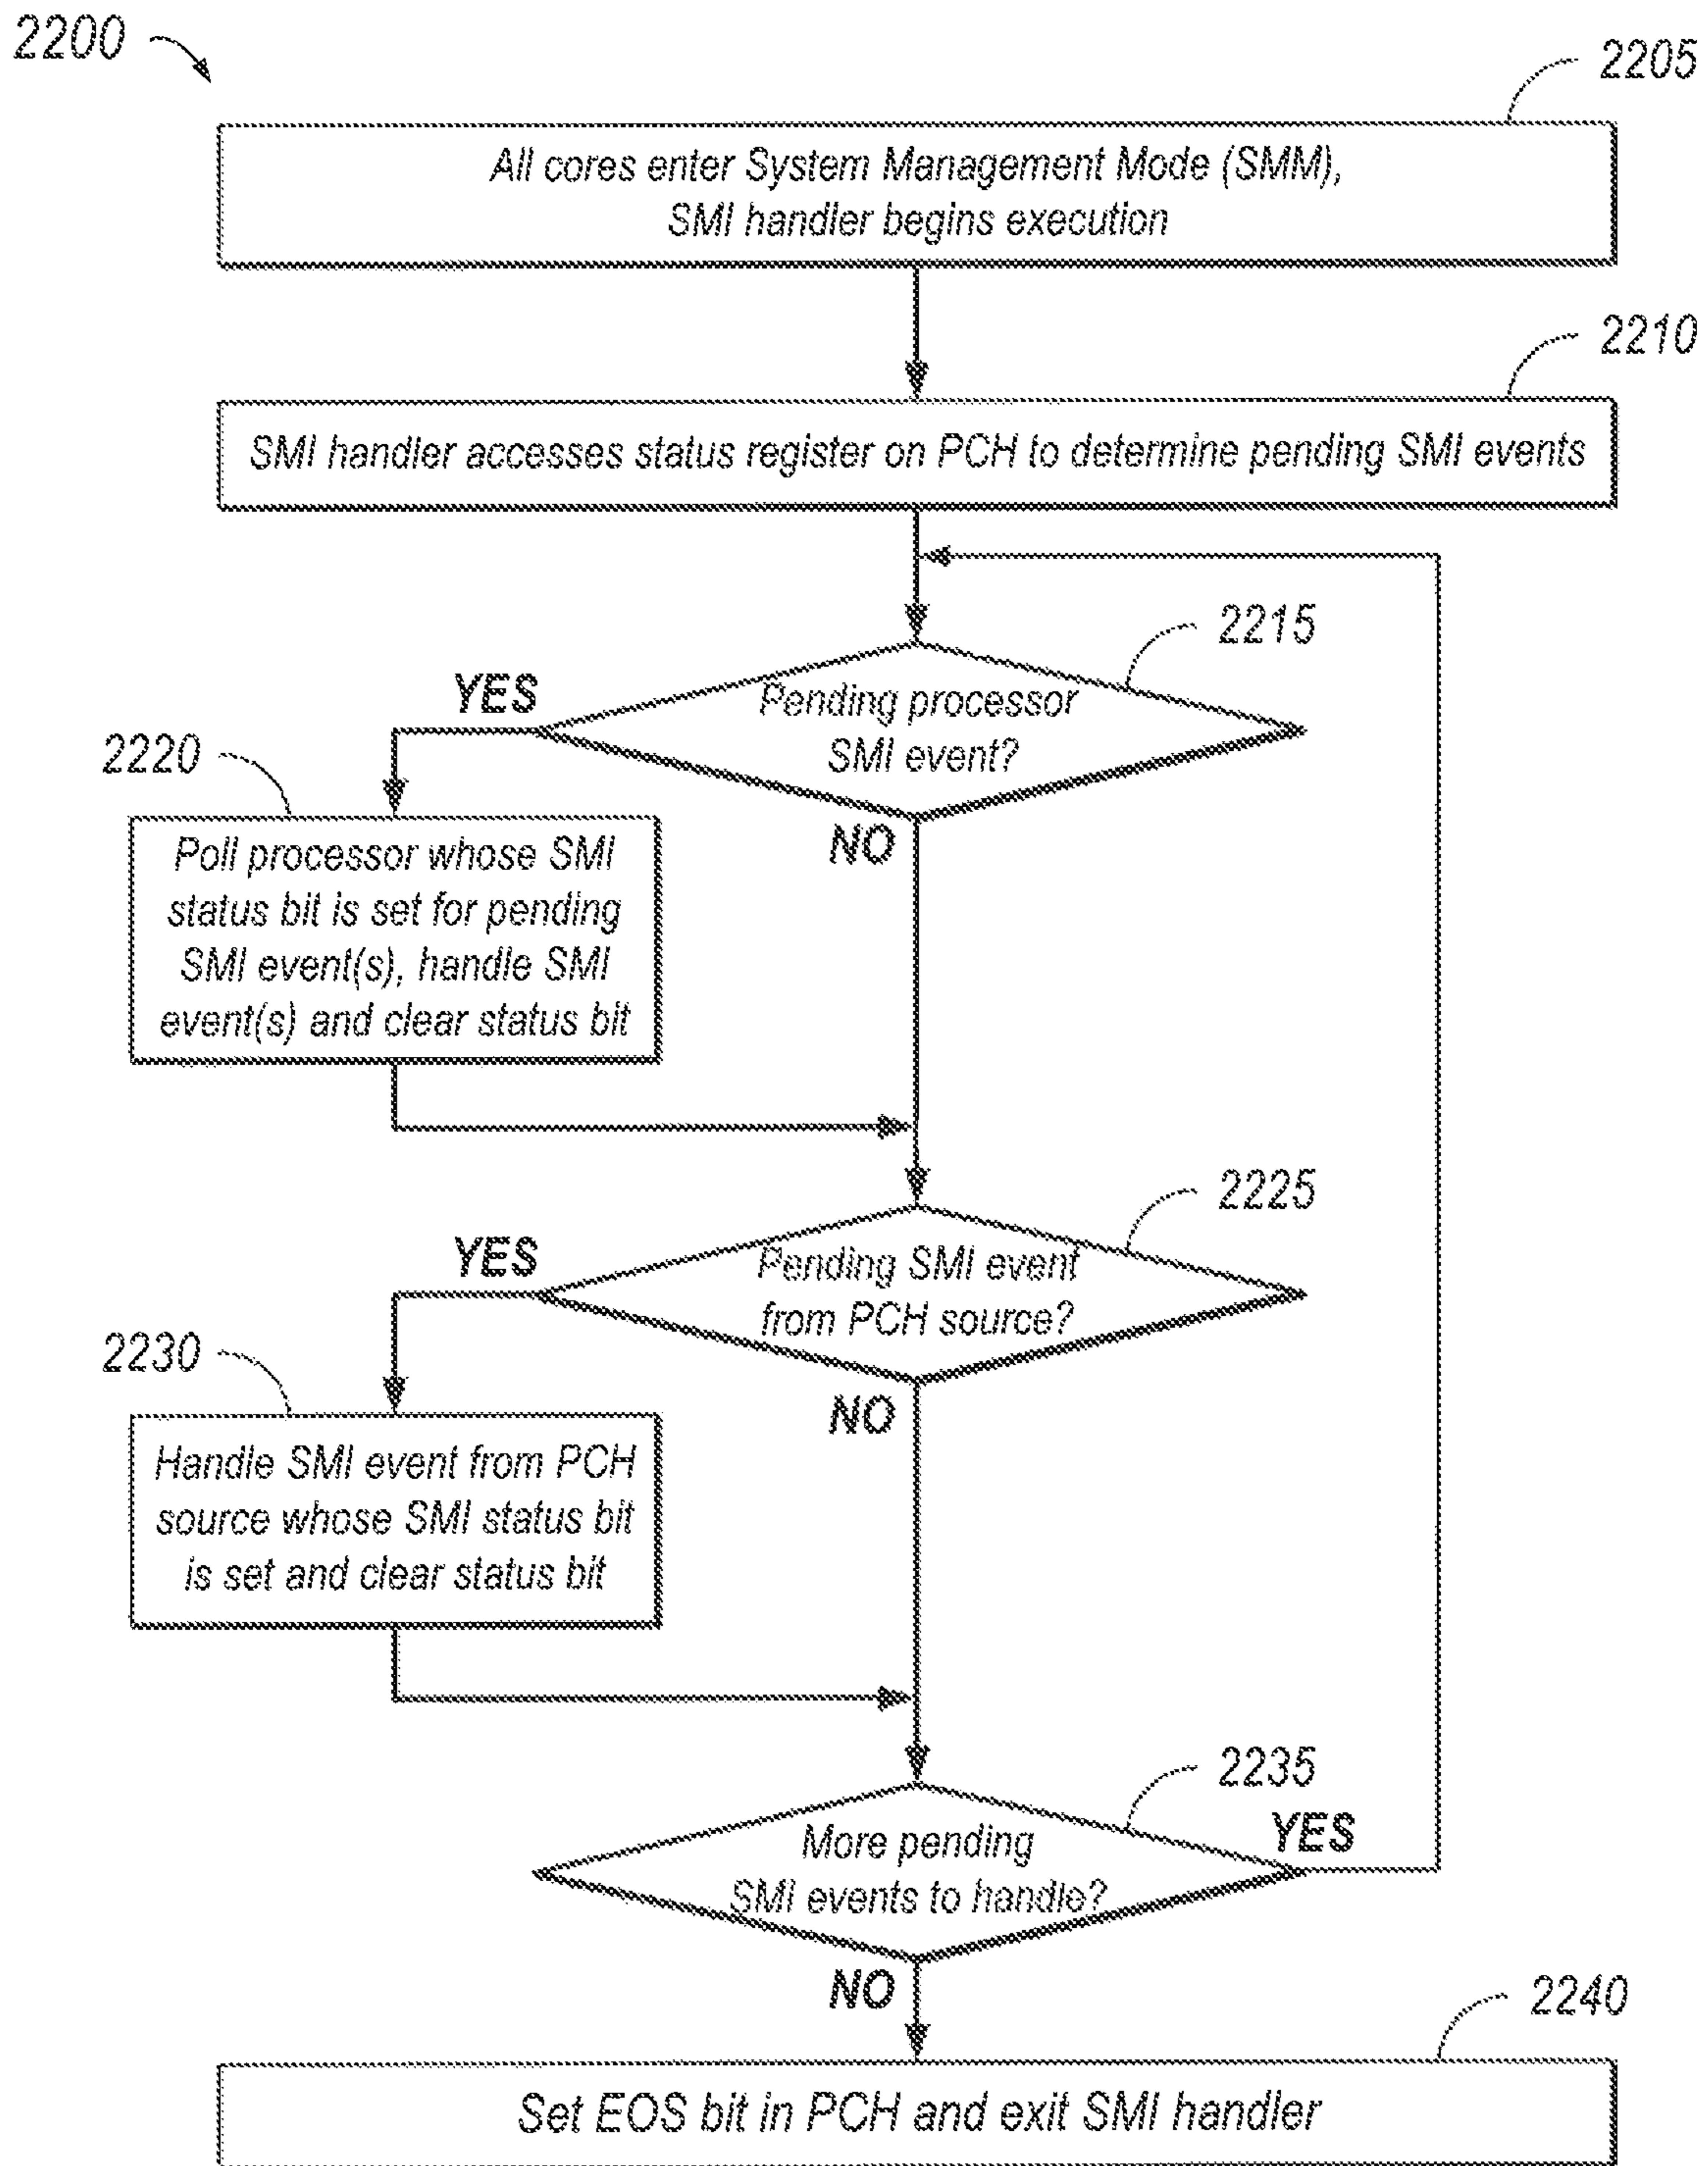 2200
2205
All cores enter System Management Mode (SMM),
SMI handler begins execution
2210
SMI handler accesses status register on PCH to determine pending SMI events
2215
YES
Pending processor
SMI event?
NO
2220
Poll processor whose SMI
status bit is set for pending
SMI event(s), handle SMI
event(s) and clear status bit
2225
YES
Pending SMI event
from PCH source?
NO
2230
Handle SMI event from PCH
source whose SMI status bit
is set and clear status bit
2235
YES
More pending
SMI events to handle?
NO
2240
Set EOS bit in PCH and exit SMI handler